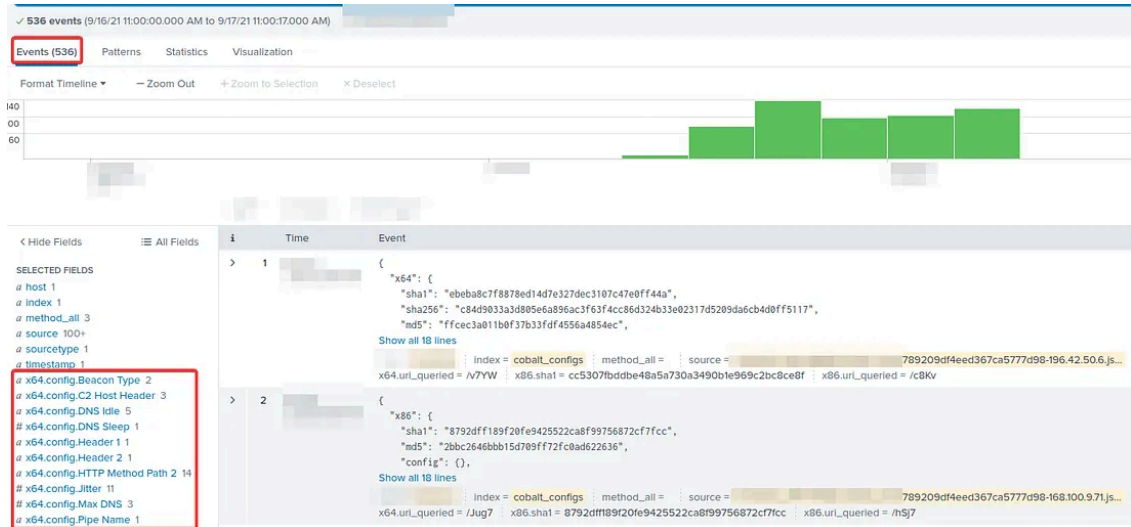 ✓ 536 events (9/16/21 11:00:00.000 AM to 9/17/21 11:00:17.000 AM)
Events (536) Patterns Statistics Visualization
Format Timeline ▾ — Zoom Out + Zoom to Selection × Deselect
140
100
60
< Hide Fields All Fields i Time Event
SELECTED FIELDS
a host 1
a index 1
a method_all 3
a source 100+
a sourcetype 1
a timestamp 1
a x64.config.Beacon Type 2
a x64.config.C2 Host Header 3
a x64.config.DNS Idle 5
# x64.config.DNS Sleep 1
a x64.config.Header 1 1
a x64.config.Header 2 1
a x64.config.HTTP Method Path 2 14
# x64.config.Jitter 11
# x64.config.Max DNS 3
a x64.config.Pipe Name 1
> 1 {
"x64": {
"sha1": "ebeba8c7f8878ed14d7e327dec3107c47e0ff44a",
"sha256": "c84d9033a3d805e6a896ac3f63f4cc86d324b33e02317d5209da6cb4d0ff5117",
"md5": "ffcec3a011b0f37b33fdf4556a4854ec",
Show all 18 lines
index = cobalt_configs method_all = source = 789209df4eed367ca5777d98-196.42.50.6.js...
x64.uri_queried = /v7YW x86.sha1 = cc5307fbddbe48a5a730a3490b1e969c2bc8ce8f x86.uri_queried = /c8Kv
> 2 {
"x86": {
"sha1": "8792dff189f20fe9425522ca8f99756872cf7fcc",
"md5": "2bbc2646bbb15d709ff72fc0ad622636",
"config": {},
Show all 18 lines
index = cobalt_configs method_all = source = 789209df4eed367ca5777d98-168.100.9.71.js...
x64.uri_queried = /Jug7 x86.sha1 = 8792dff189f20fe9425522ca8f99756872cf7fcc x86.uri_queried = /hSj7